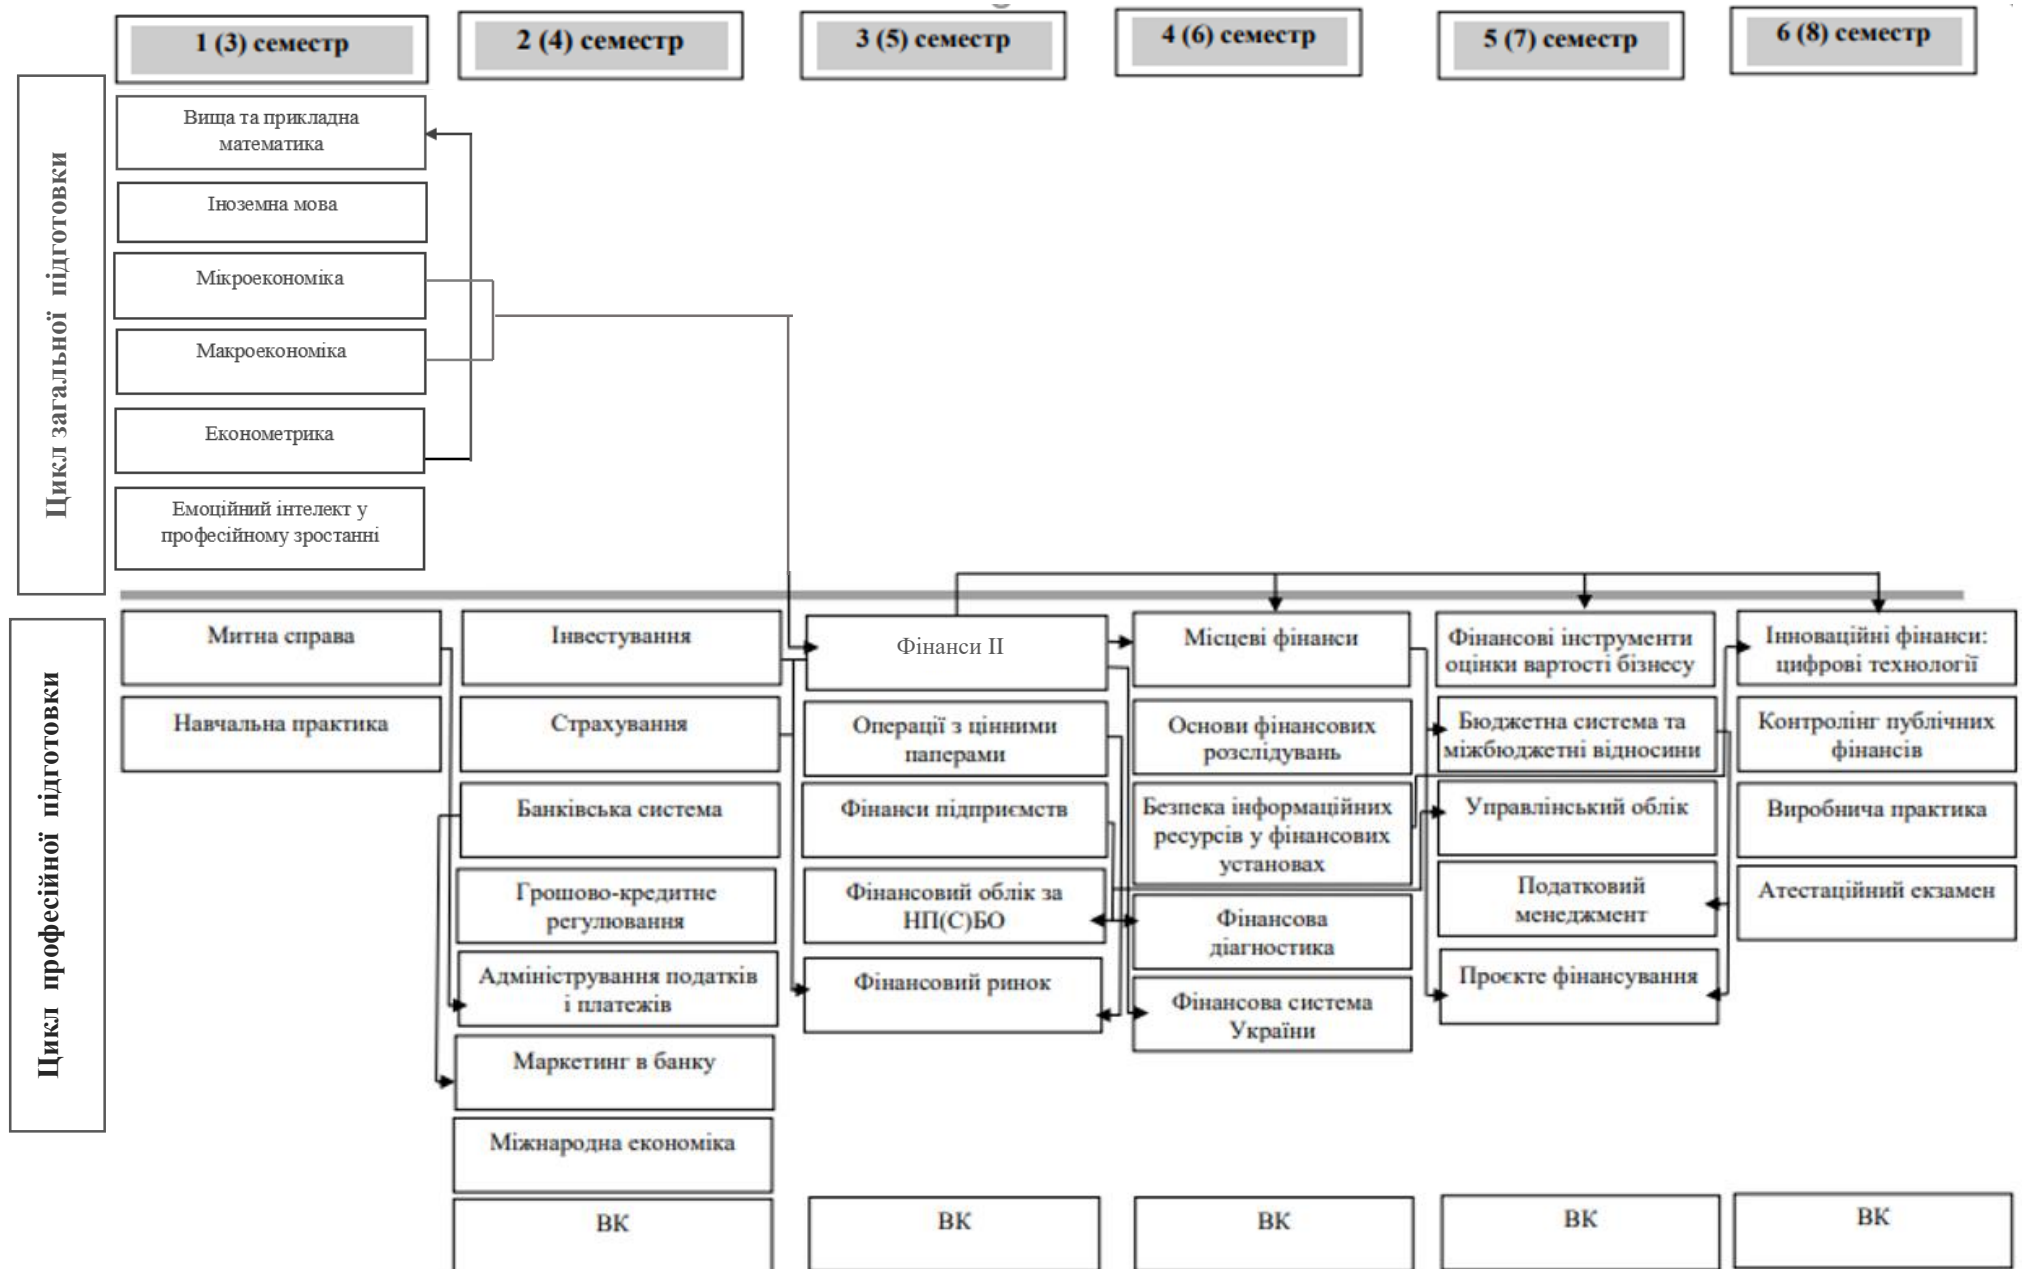 1 (3) семестр
2 (4) семестр
3 (5) семестр
4 (6) семестр
5 (7) семестр
6 (8) семестр
Цикл загальної підготовки
Вища та прикладна
математика
Іноземна мова
Мікроекономіка
Макроекономіка
Економетрика
Емоційний інтелект у
професійному зростанні
Цикл професійної підготовки
Митна справа
Навчальна практика
Інвестування
Страхування
Банківська система
Грошово-кредитне
регулювання
Адміністрування податків
і платежів
Маркетинг в банку
Міжнародна економіка
ВК
Фінанси ІІ
Операції з цінними
паперами
Фінанси підприємств
Фінансовий облік за
НП(С)БО
Фінансовий ринок
ВК
Місцеві фінанси
Основи фінансових
розслідувань
Безпека інформаційних
ресурсів у фінансових
установах
Фінансова
діагностика
Фінансова система
України
ВК
Фінансові інструменти
оцінки вартості бізнесу
Бюджетна система та
міжбюджетні відносини
Управлінський облік
Податковий
менеджмент
Проєкте фінансування
ВК
Інноваційні фінанси:
цифрові технології
Контролінг публічних
фінансів
Виробнича практика
Атестаційний екзамен
ВК